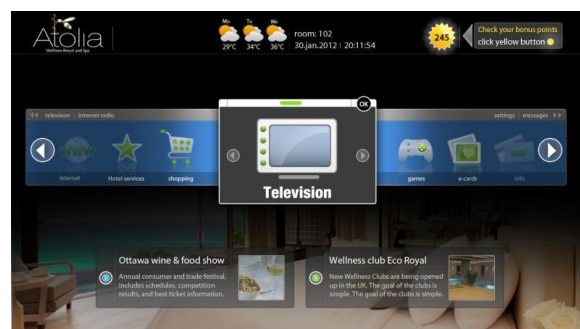 Atolia
Wellness Resort and Spa
Mo Tu We
29°C 34°C 36°C
room: 102
30.jan.2012 | 20:11:54
245
Check your bonus points
click yellow button
television | internet radio
settings | messages
OK
internet
Hotel services
shopping
Television
games
e-cards
bills
Ottawa wine & food show
Annual consumer and trade festival.
Includes schedules, competition
results, and best ticket information.
Wellness club Eco Royal
New Wellness Clubs are being opened
up in the UK. The goal of the clubs is
simple. The goal of the clubs is simple.